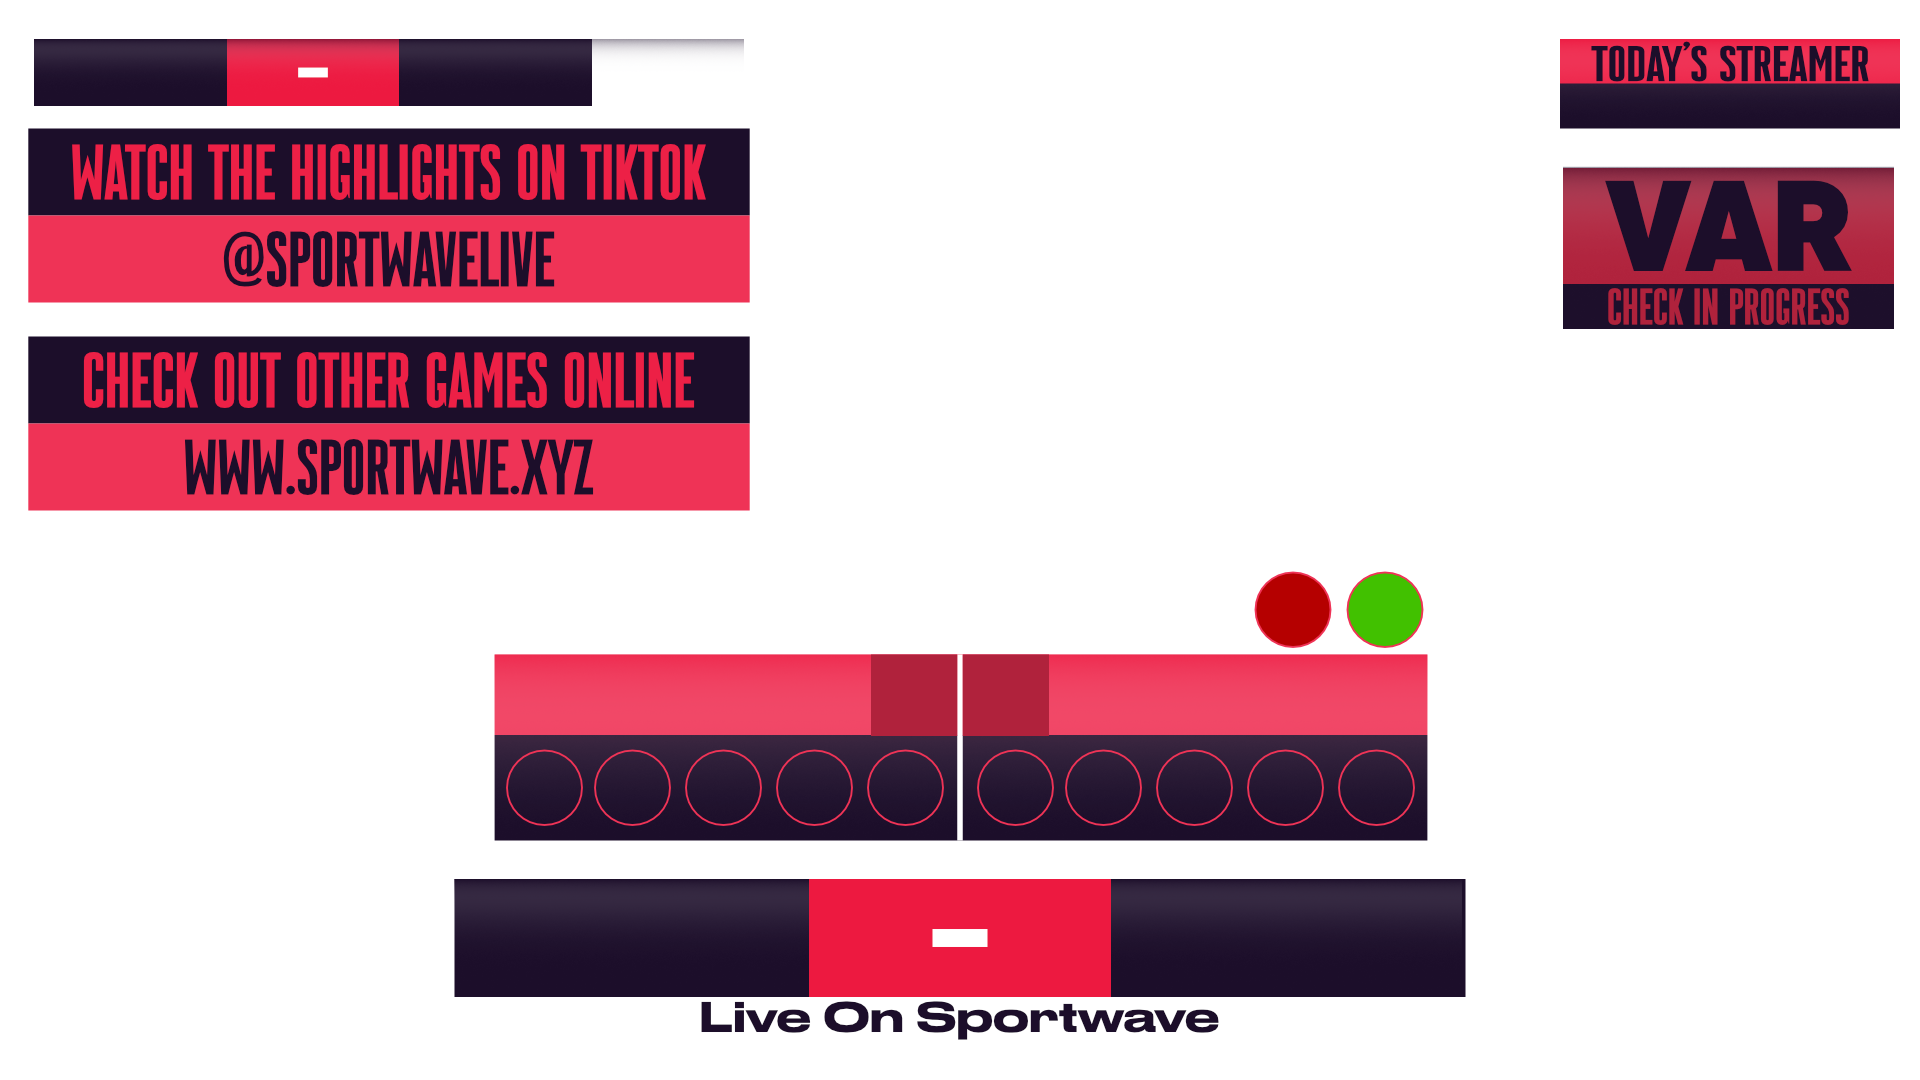 -
WATCH THE HIGHLIGHTS ON TIKTOK
@SPORTWAVELIVE
CHECK OUT OTHER GAMES ONLINE
WWW.SPORTWAVE.XYZ
TODAY'S STREAMER
VAR
CHECK IN PROGRESS
-
Live On Sportwave